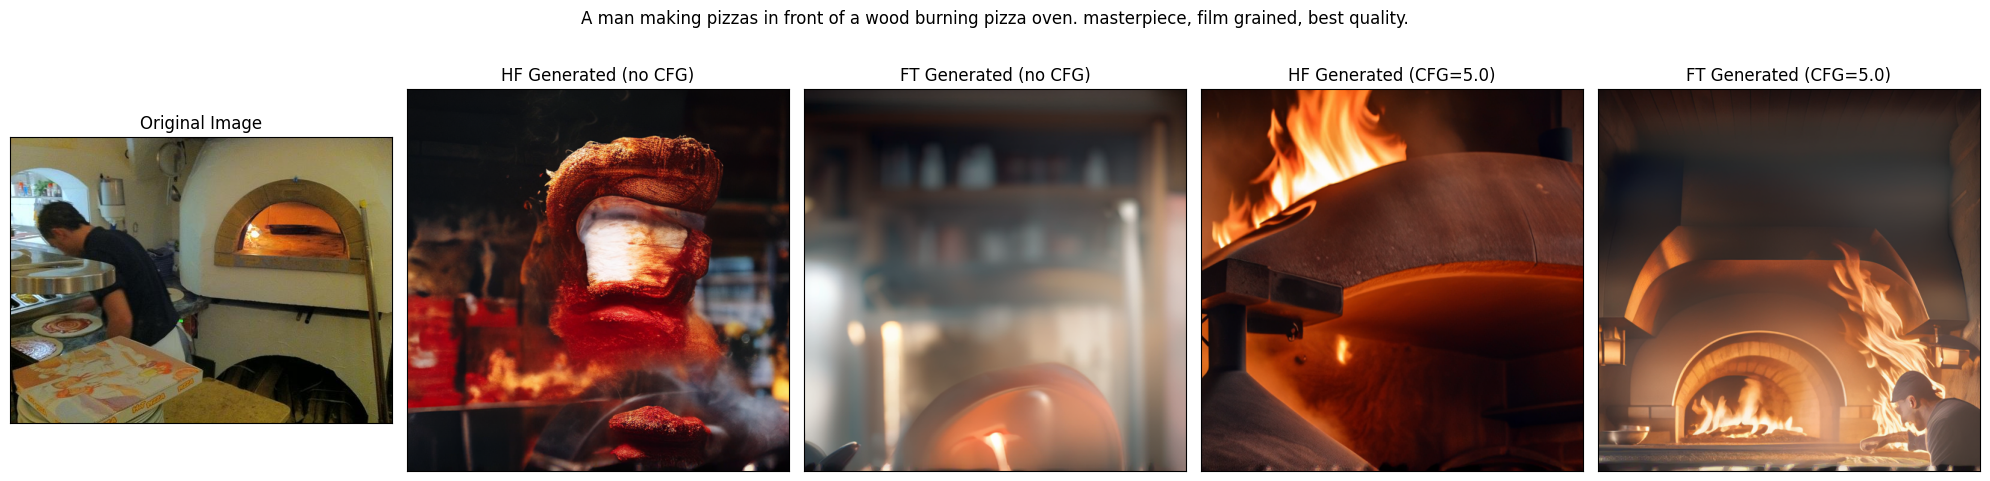 A man making pizzas in front of a wood burning pizza oven. masterpiece, film grained, best quality.
Original Image
HF Generated (no CFG)
FT Generated (no CFG)
HF Generated (CFG=5.0)
FT Generated (CFG=5.0)